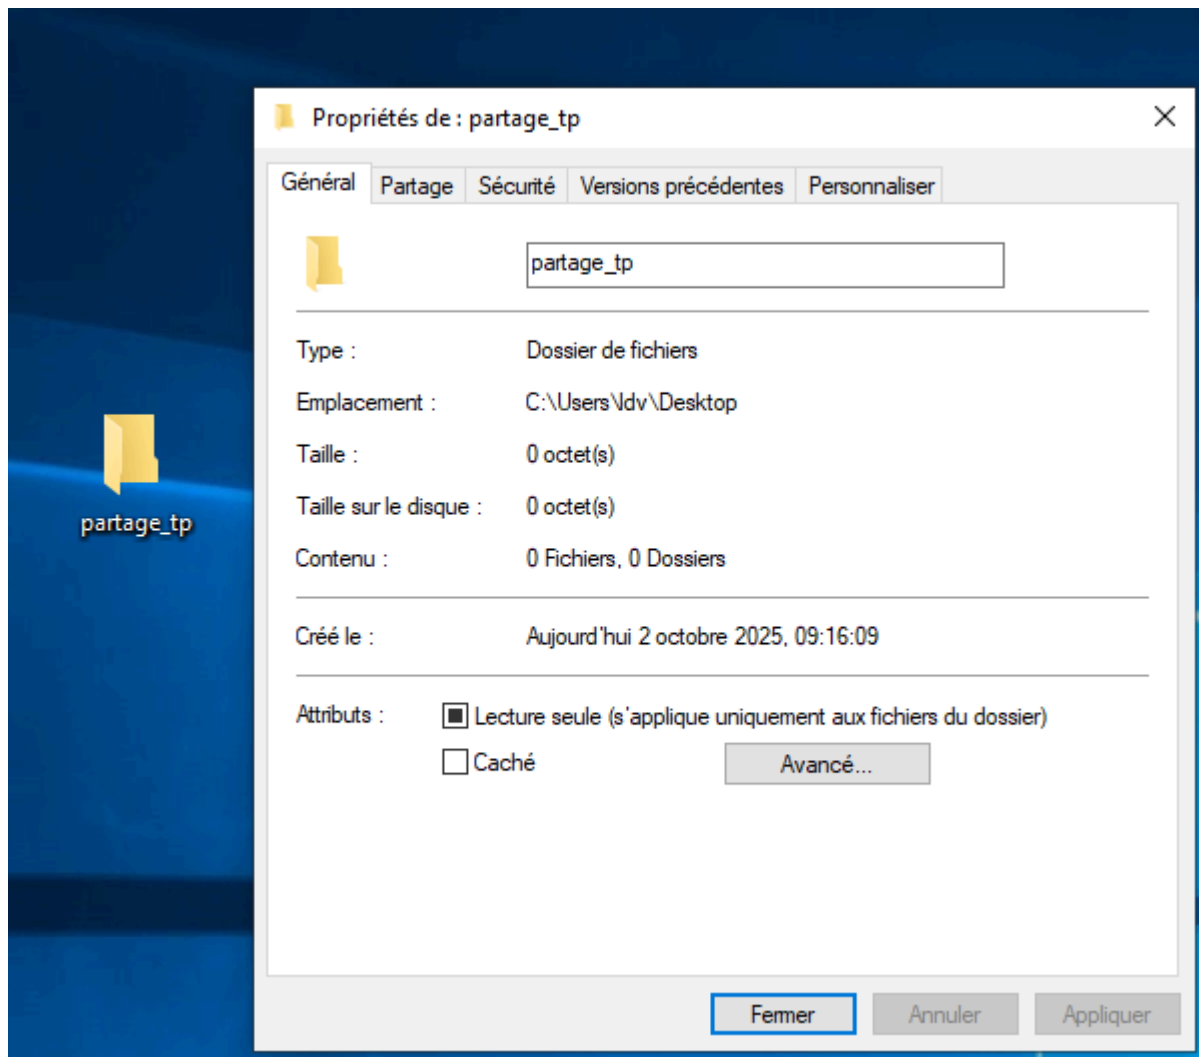 Propriétés de : partage_tp
Général Partage Sécurité Versions précédentes Personnaliser
partage_tp
Type : Dossier de fichiers
Emplacement : C:\Users\ldv\Desktop
Taille : 0 octet(s)
Taille sur le disque : 0 octet(s)
Contenu : 0 Fichiers, 0 Dossiers
partage_tp
Créé le : Aujourd'hui 2 octobre 2025, 09:16:09
Attributs : Lecture seule (s'applique uniquement aux fichiers du dossier)
Caché Avancé...
Fermer Annuler Appliquer